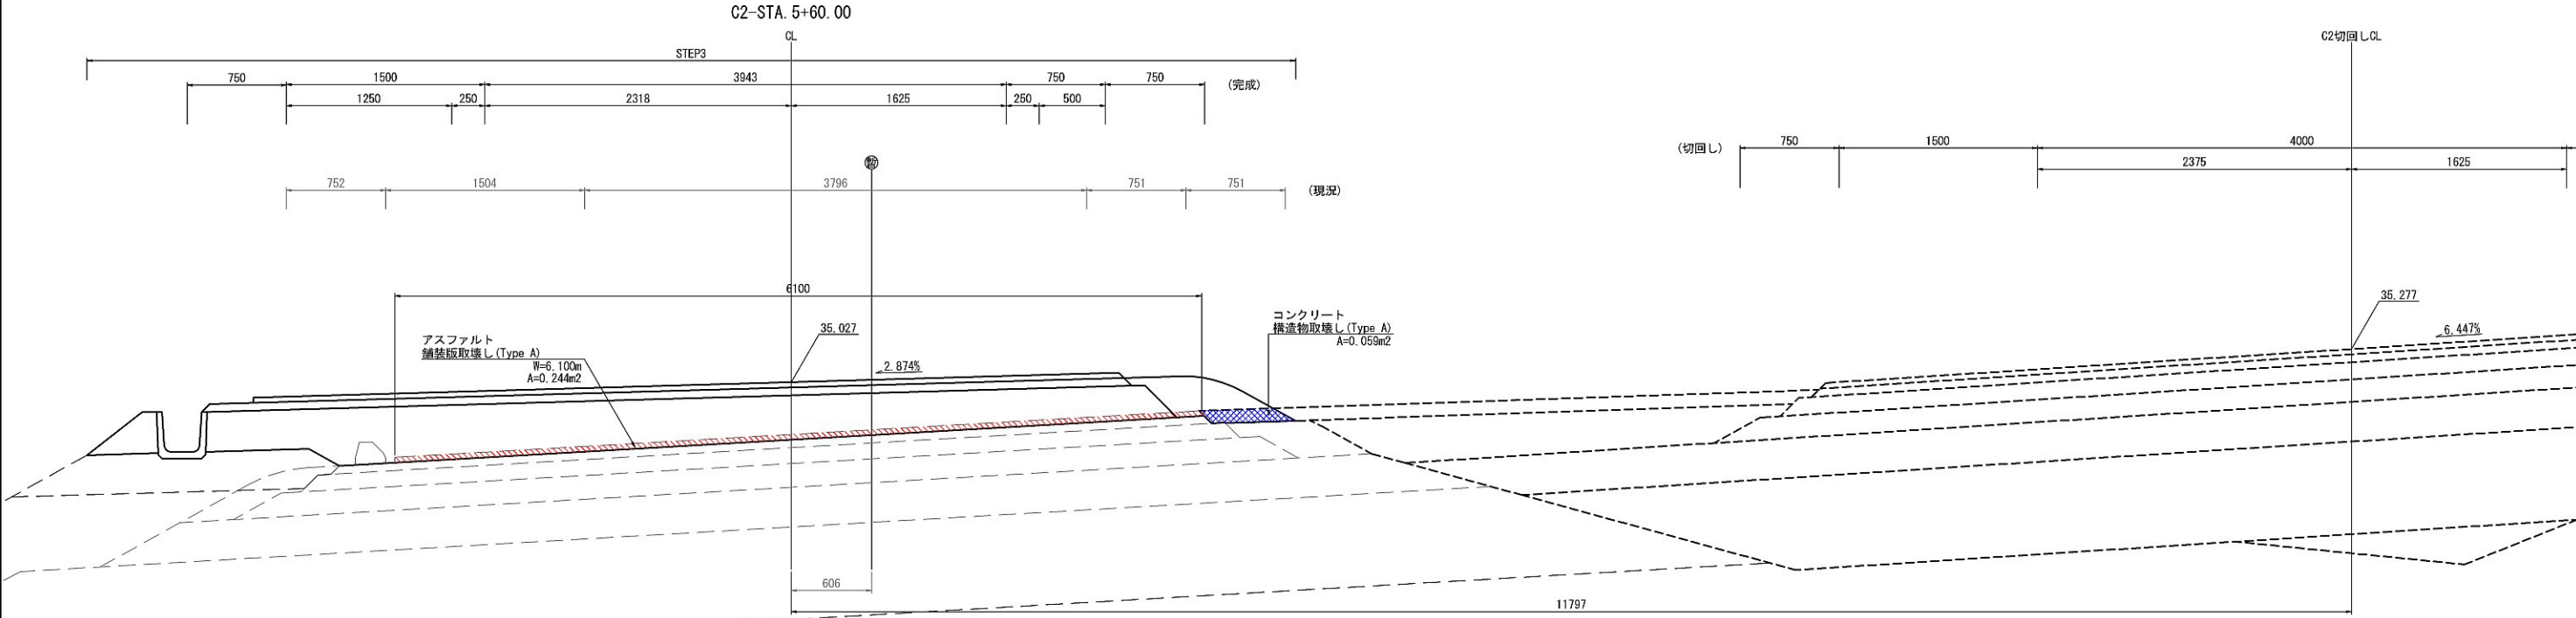 C2-STA.5+60.00
CL
C2切回しCL
STEP3
750 1500 3943 750 750 (完成)
1250 250 2318 1625 250 500
(切回し) 750 1500 4000
2375 1625
暫
752 1504 3796 751 751 (現況)
6100
35,277
コンクリート
構造物取壊し(Type A)
A=0.059m2
35,027
6.447%
アスファルト
舗装版取壊し(Type A)
W=6.100m
A=0.244m2
2.874%
606
11797